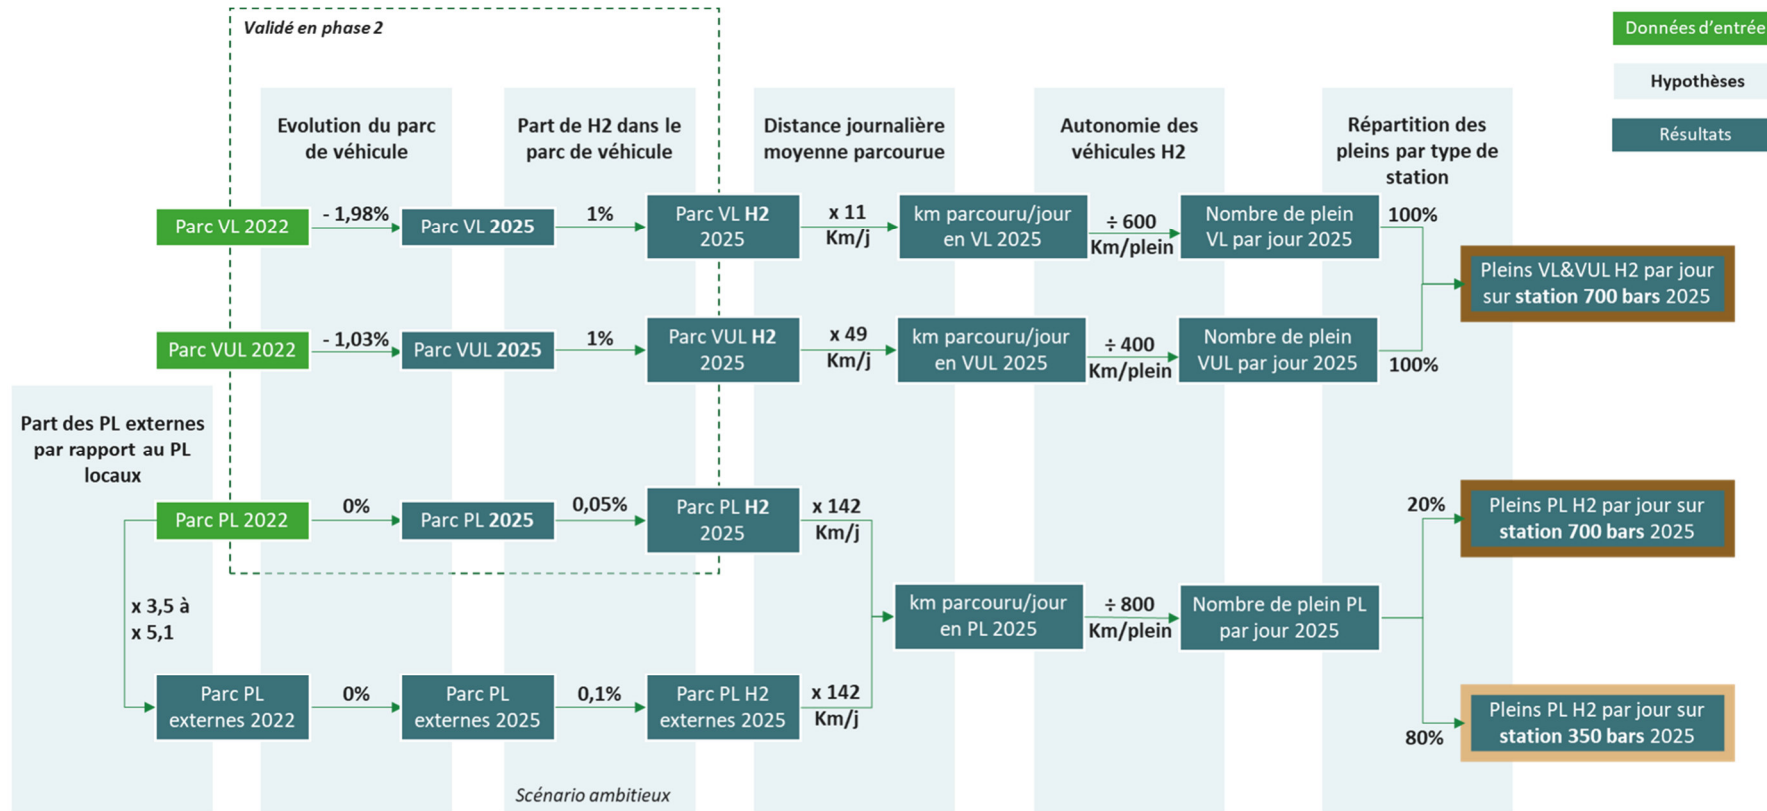 Validé en phase 2
Données d'entrée
Hypothèses
Résultats
Evolution du parc
de véhicule
Part de H2 dans le
parc de véhicule
Distance journalière
moyenne parcourue
Autonomie des
véhicules H2
Répartition des
pleins par type de
station
Parc VL 2022
- 1,98%
Parc VL 2025
1%
Parc VL H2
2025
x 11
Km/j
km parcouru/jour
en VL 2025
÷ 600
Km/plein
Nombre de plein
VL par jour 2025
100%
Pleins VL&VUL H2 par jour
sur station 700 bars 2025
Parc VUL 2022
- 1,03%
Parc VUL 2025
1%
Parc VUL H2
2025
x 49
Km/j
km parcouru/jour
en VUL 2025
÷ 400
Km/plein
Nombre de plein
VUL par jour 2025
100%
Part des PL externes
par rapport au PL
locaux
Parc PL 2022
0%
Parc PL 2025
0,05%
Parc PL H2
2025
x 142
Km/j
20%
Pleins PL H2 par jour sur
station 700 bars 2025
x 3,5 à
x 5,1
km parcouru/jour
en PL 2025
÷ 800
Km/plein
Nombre de plein PL
par jour 2025
Parc PL
externes 2022
0%
Parc PL
externes 2025
0,1%
Parc PL H2
externes 2025
x 142
Km/j
80%
Pleins PL H2 par jour sur
station 350 bars 2025
Scénario ambitieux